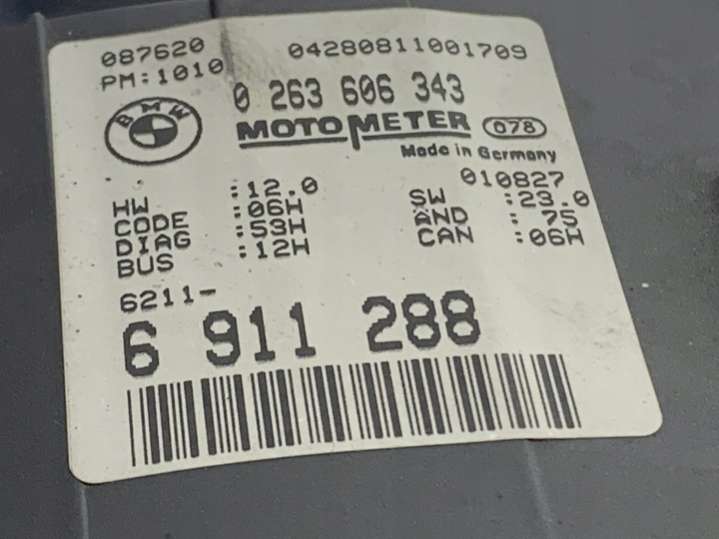 087620 04280811001709
PM:1010
0 263 606 343
BMW
MOTOMETER 078
Made in Germany
010827
HW :12.0 SW :23.0
CODE :06H ÄND : 75
DIAG :53H CAN :06H
BUS :12H
6211-
6 911 288